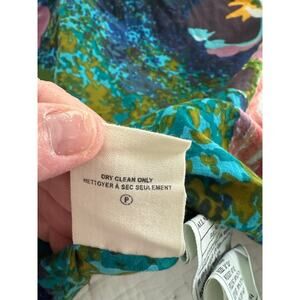 DRY CLEAN ONLY
NETTOYER À SEC SEULEMENT
P